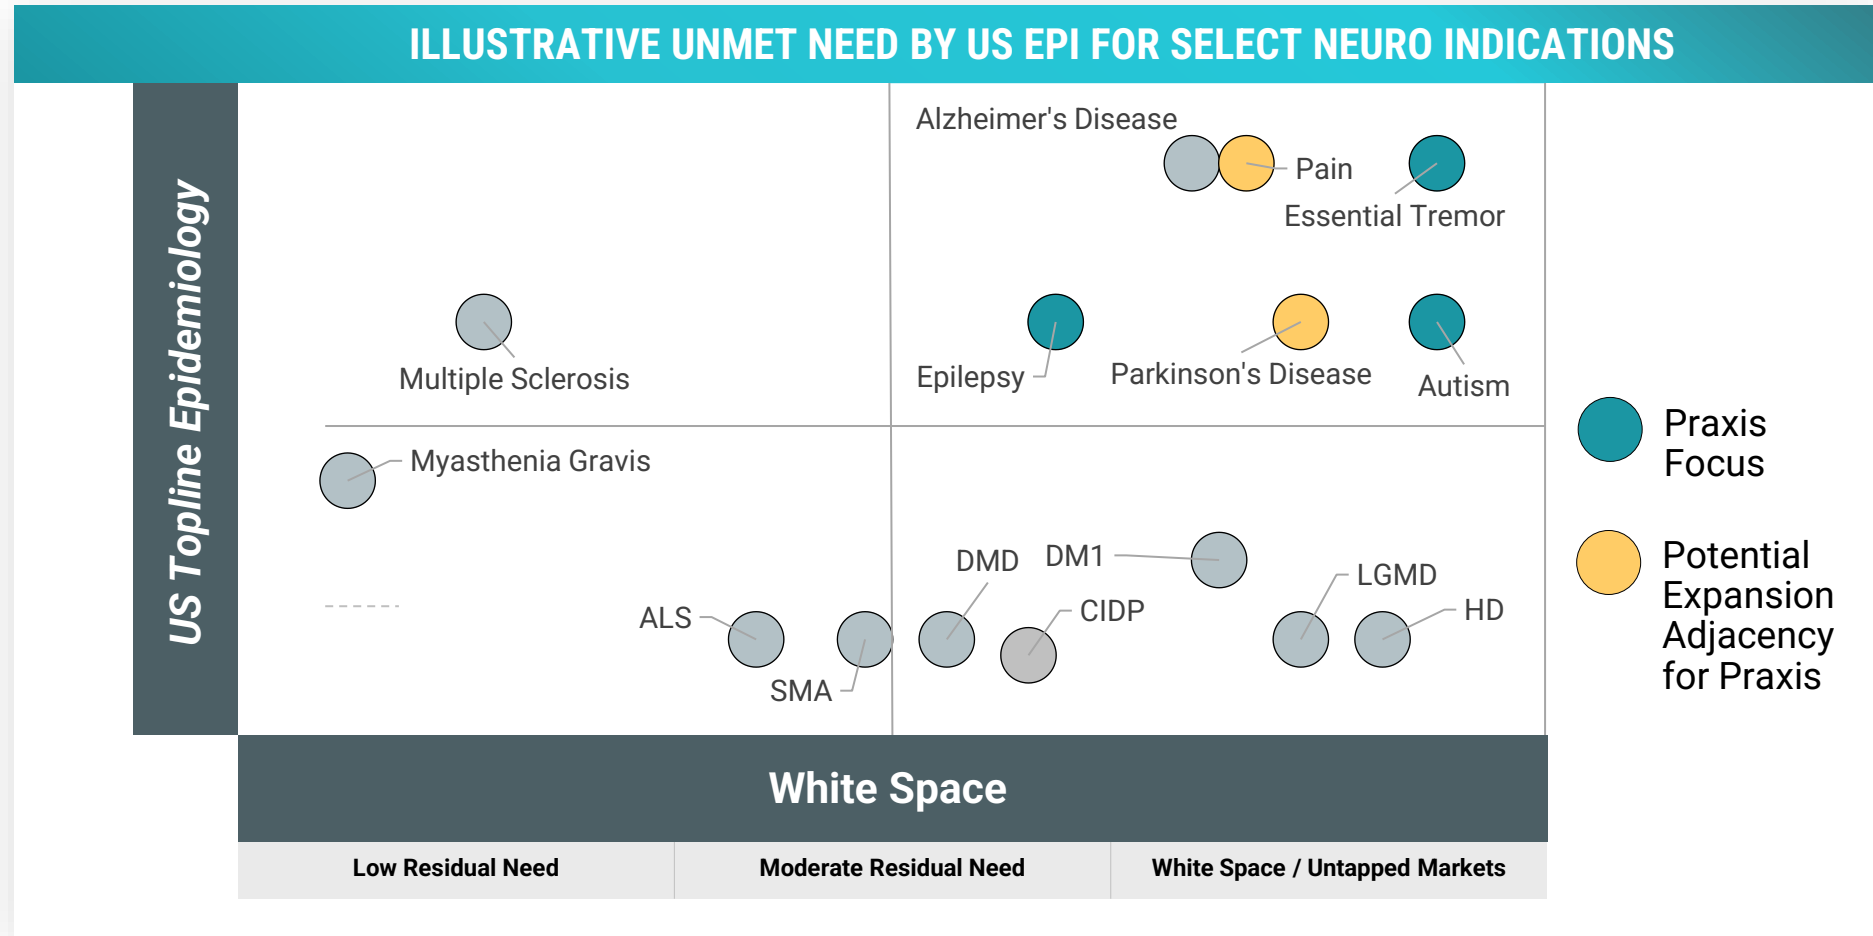 ILLUSTRATIVE UNMET NEED BY US EPI FOR SELECT NEURO INDICATIONS
US Topline Epidemiology
Alzheimer's Disease
Pain
Essential Tremor
Multiple Sclerosis
Epilepsy
Parkinson's Disease
Autism
Myasthenia Gravis
DMD
DM1
LGMD
ALS
CIDP
HD
SMA
Praxis
Focus
Potential
Expansion
Adjacency
for Praxis
White Space
Low Residual Need
Moderate Residual Need
White Space / Untapped Markets